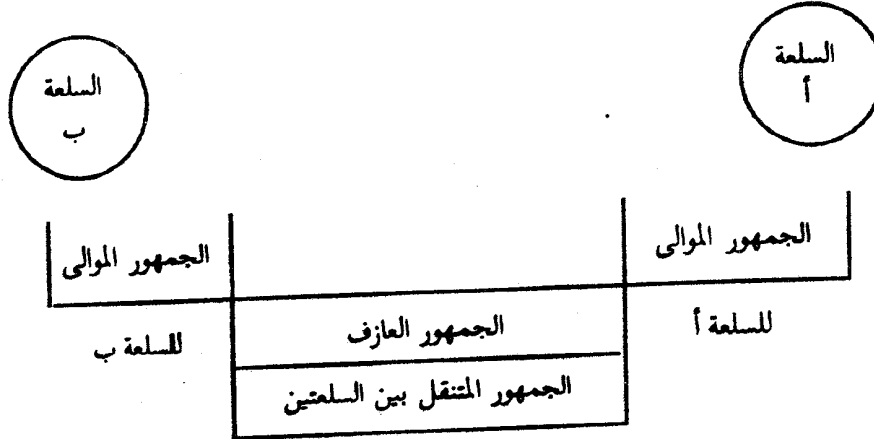 السلعة
أ
السلعة
ب
الجمهور الموالى
للسلعة أ
الجمهور الموالى
للسلعة ب
الجمهور العازف
الجمهور المتنقل بين السلعتين